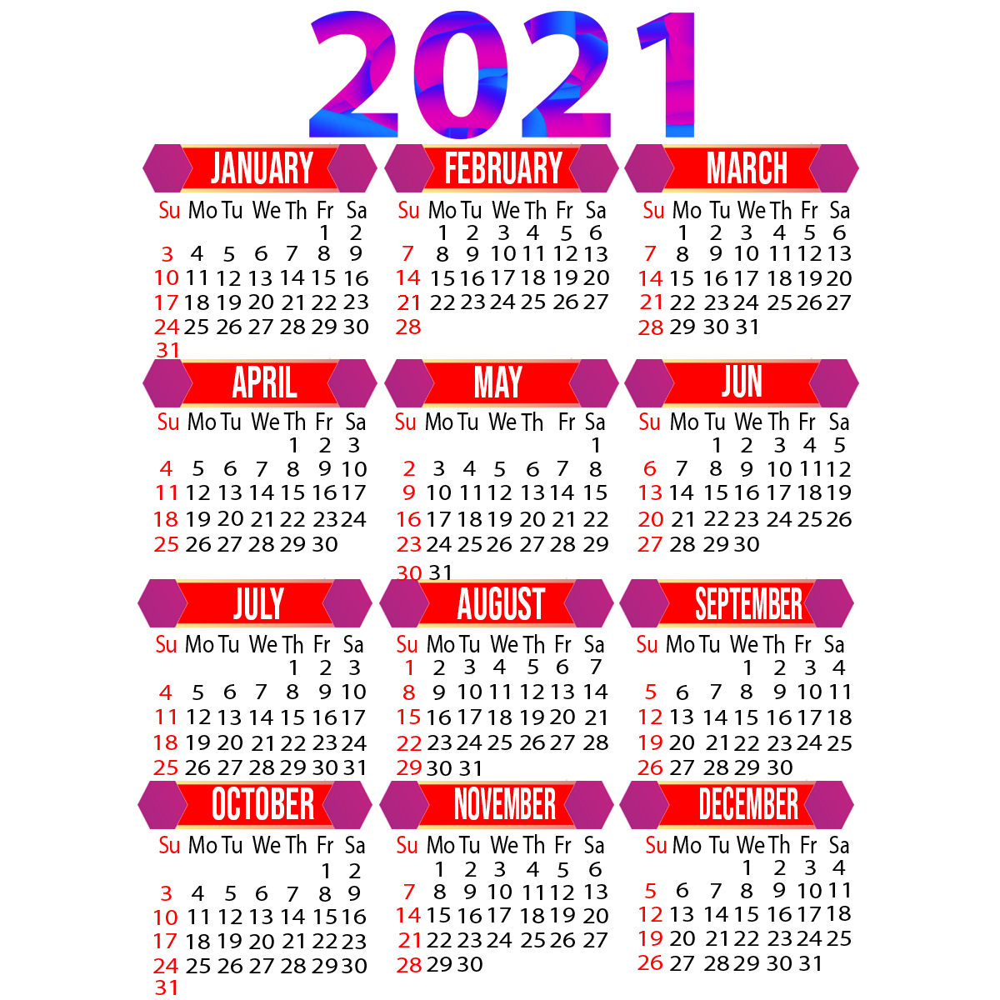 2021
JANUARY
Su Mo Tu We Th Fr Sa
1 2
3 4 5 6 7 8 9
10 11 12 13 14 15 16
17 18 19 20 21 22 23
24 25 26 27 28 29 30
31
FEBRUARY
Su Mo Tu We Th Fr Sa
1 2 3 4 5 6
7 8 9 10 11 12 13
14 15 16 17 18 19 20
21 22 23 24 25 26 27
28
MARCH
Su Mo Tu We Th Fr Sa
1 2 3 4 5 6
7 8 9 10 11 12 13
14 15 16 17 18 19 20
21 22 23 24 25 26 27
28 29 30 31
APRIL
Su Mo Tu We Th Fr Sa
1 2 3
4 5 6 7 8 9 10
11 12 13 14 15 16 17
18 19 20 21 22 23 24
25 26 27 28 29 30
MAY
Su Mo Tu We Th Fr Sa
1
2 3 4 5 6 7 8
9 10 11 12 13 14 15
16 17 18 19 20 21 22
23 24 25 26 27 28 29
30 31
JUN
Su Mo Tu We Th Fr Sa
1 2 3 4 5
6 7 8 9 10 11 12
13 14 15 16 17 18 19
20 21 22 23 24 25 26
27 28 29 30
JULY
Su Mo Tu We Th Fr Sa
1 2 3
4 5 6 7 8 9 10
11 12 13 14 15 16 17
18 19 20 21 22 23 24
25 26 27 28 29 30 31
AUGUST
Su Mo Tu We Th Fr Sa
1 2 3 4 5 6 7
8 9 10 11 12 13 14
15 16 17 18 19 20 21
22 23 24 25 26 27 28
29 30 31
SEPTEMBER
Su Mo Tu We Th Fr Sa
1 2 3 4
5 6 7 8 9 10 11
12 13 14 15 16 17 18
19 20 21 22 23 24 25
26 27 28 29 30
OCTOBER
Su Mo Tu We Th Fr Sa
1 2
3 4 5 6 7 8 9
10 11 12 13 14 15 16
17 18 19 20 21 22 23
24 25 26 27 28 29 30
31
NOVEMBER
Su Mo Tu We Th Fr Sa
1 2 3 4 5 6
7 8 9 10 11 12 13
14 15 16 17 18 19 20
21 22 23 24 25 26 27
28 29 30
DECEMBER
Su Mo Tu We Th Fr Sa
1 2 3 4
5 6 7 8 9 10 11
12 13 14 15 16 17 18
19 20 21 22 23 24 25
26 27 28 29 30 31